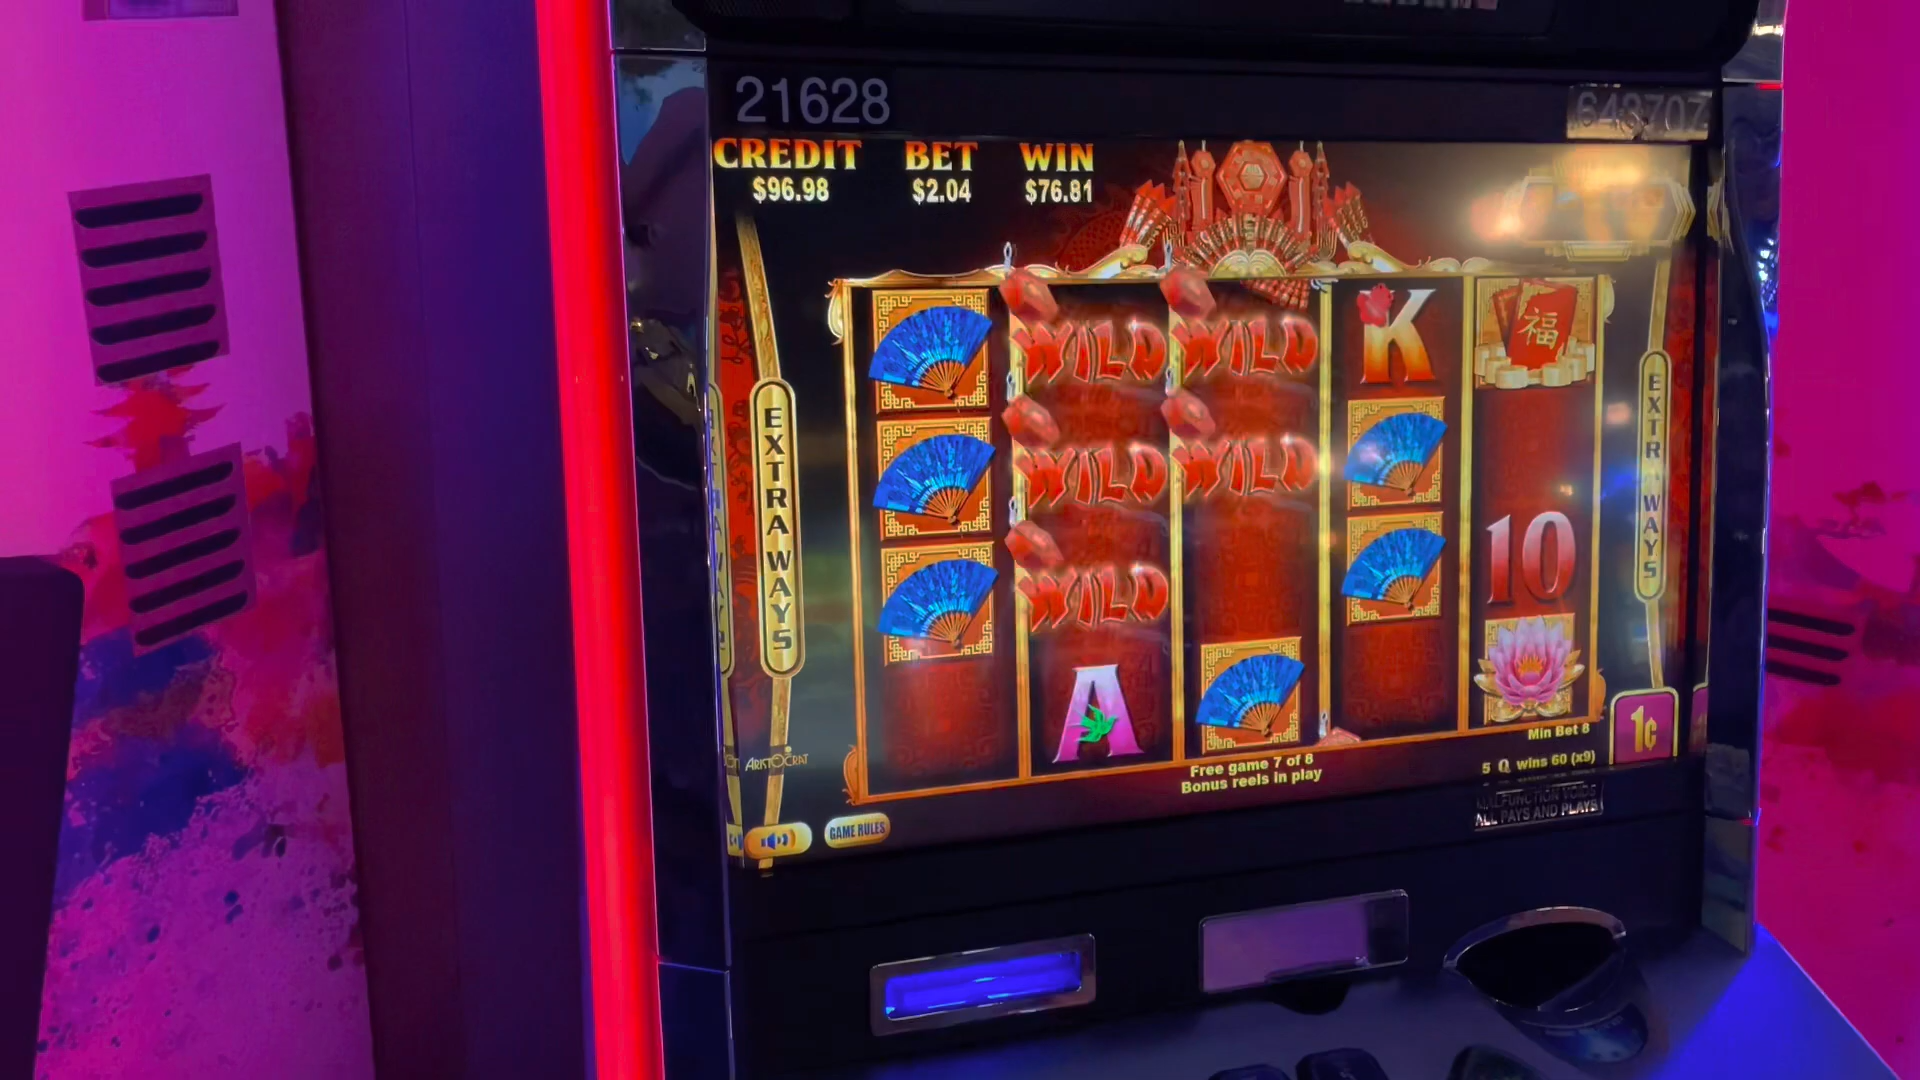 21628
643707
CREDIT BET WIN
$96.98 $2.04 $76.81
EXTRA WAYS
WILD WILD K 福
WILD WILD
WILD 10
A
EXTRA WAYS
1¢
Min Bet 8
Free game 7 of 8
Bonus reels in play
5 Q wins 60 (x9)
ARISTOCRAT
GAME RULES
MALFUNCTION VOIDS
ALL PAYS AND PLAYS